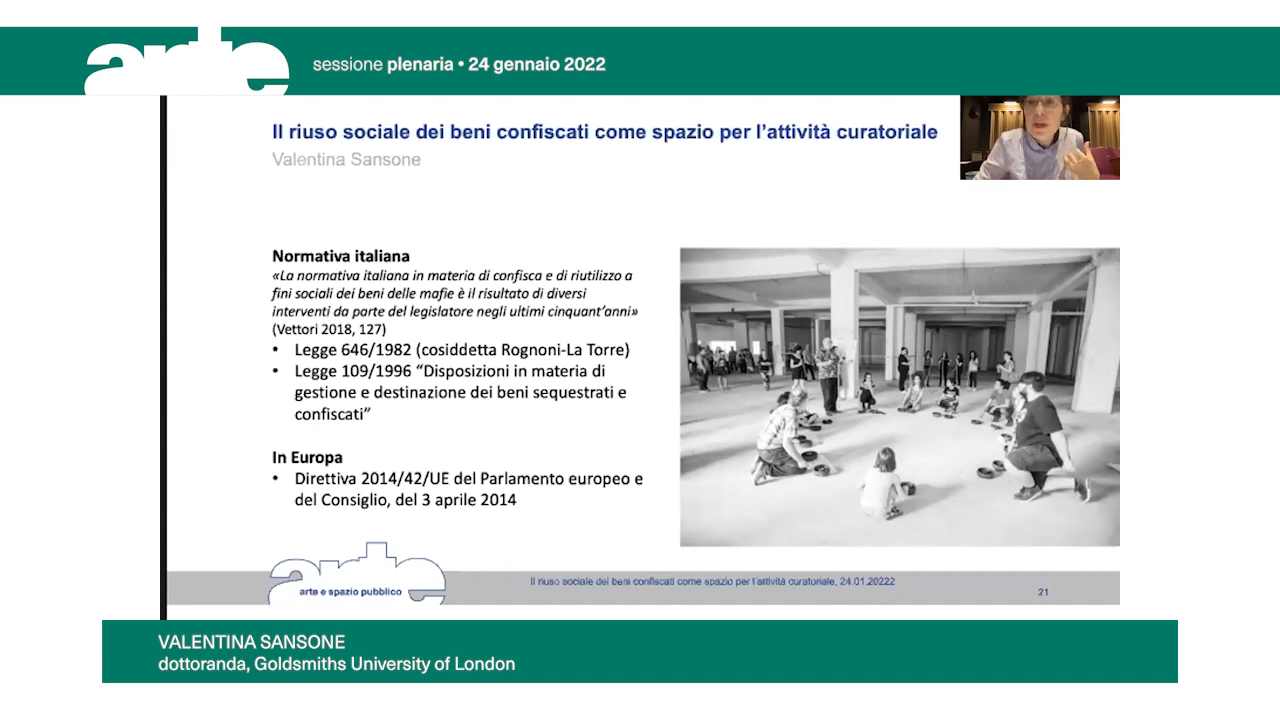 arte
sessione plenaria • 24 gennaio 2022
Il riuso sociale dei beni confiscati come spazio per l'attività curatoriale
Valentina Sansone
Normativa italiana
«La normativa italiana in materia di confisca e di riutilizzo a
fini sociali dei beni delle mafie è il risultato di diversi
interventi da parte del legislatore negli ultimi cinquant'anni»
(Vettori 2018, 127)
• Legge 646/1982 (cosiddetta Rognoni-La Torre)
• Legge 109/1996 “Disposizioni in materia di
gestione e destinazione dei beni sequestrati e
confiscati”
In Europa
• Direttiva 2014/42/UE del Parlamento europeo e
del Consiglio, del 3 aprile 2014
arte
arte e spazio pubblico
Il riuso sociale dei beni confiscati come spazio per l'attività curatoriale, 24.01.20222
21
VALENTINA SANSONE
dottoranda, Goldsmiths University of London